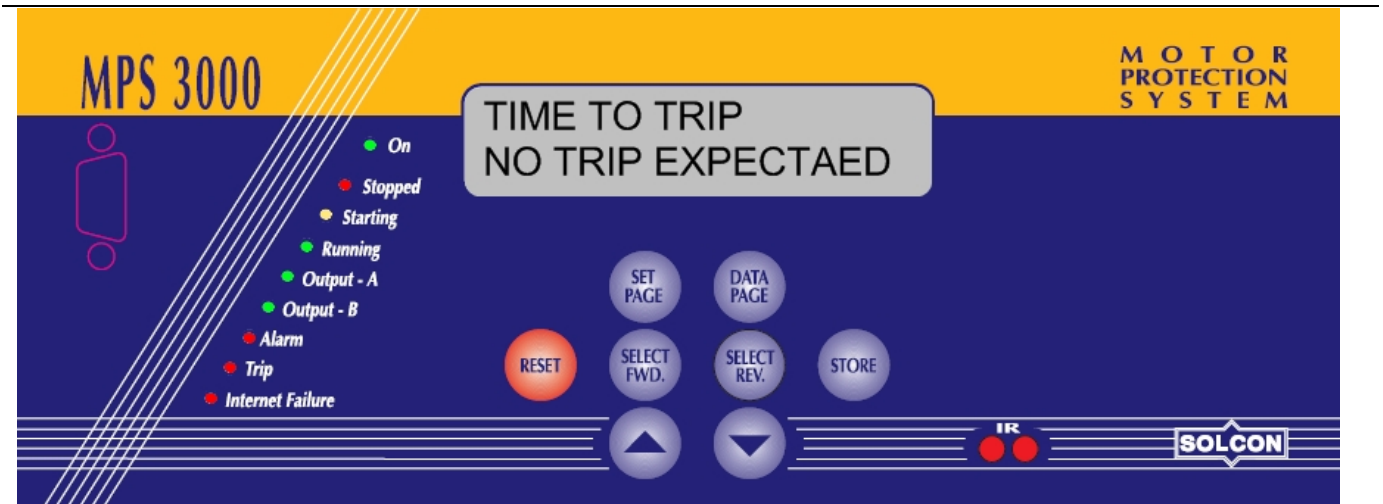 MPS 3000
MOTOR
PROTECTION
SYSTEM
TIME TO TRIP
NO TRIP EXPECTAED
On
Stopped
Starting
Running
Output - A
Output - B
Alarm
Trip
Internet Failure
SET
PAGE
DATA
PAGE
RESET
SELECT
FWD.
SELECT
REV.
STORE
IR
SOLCON